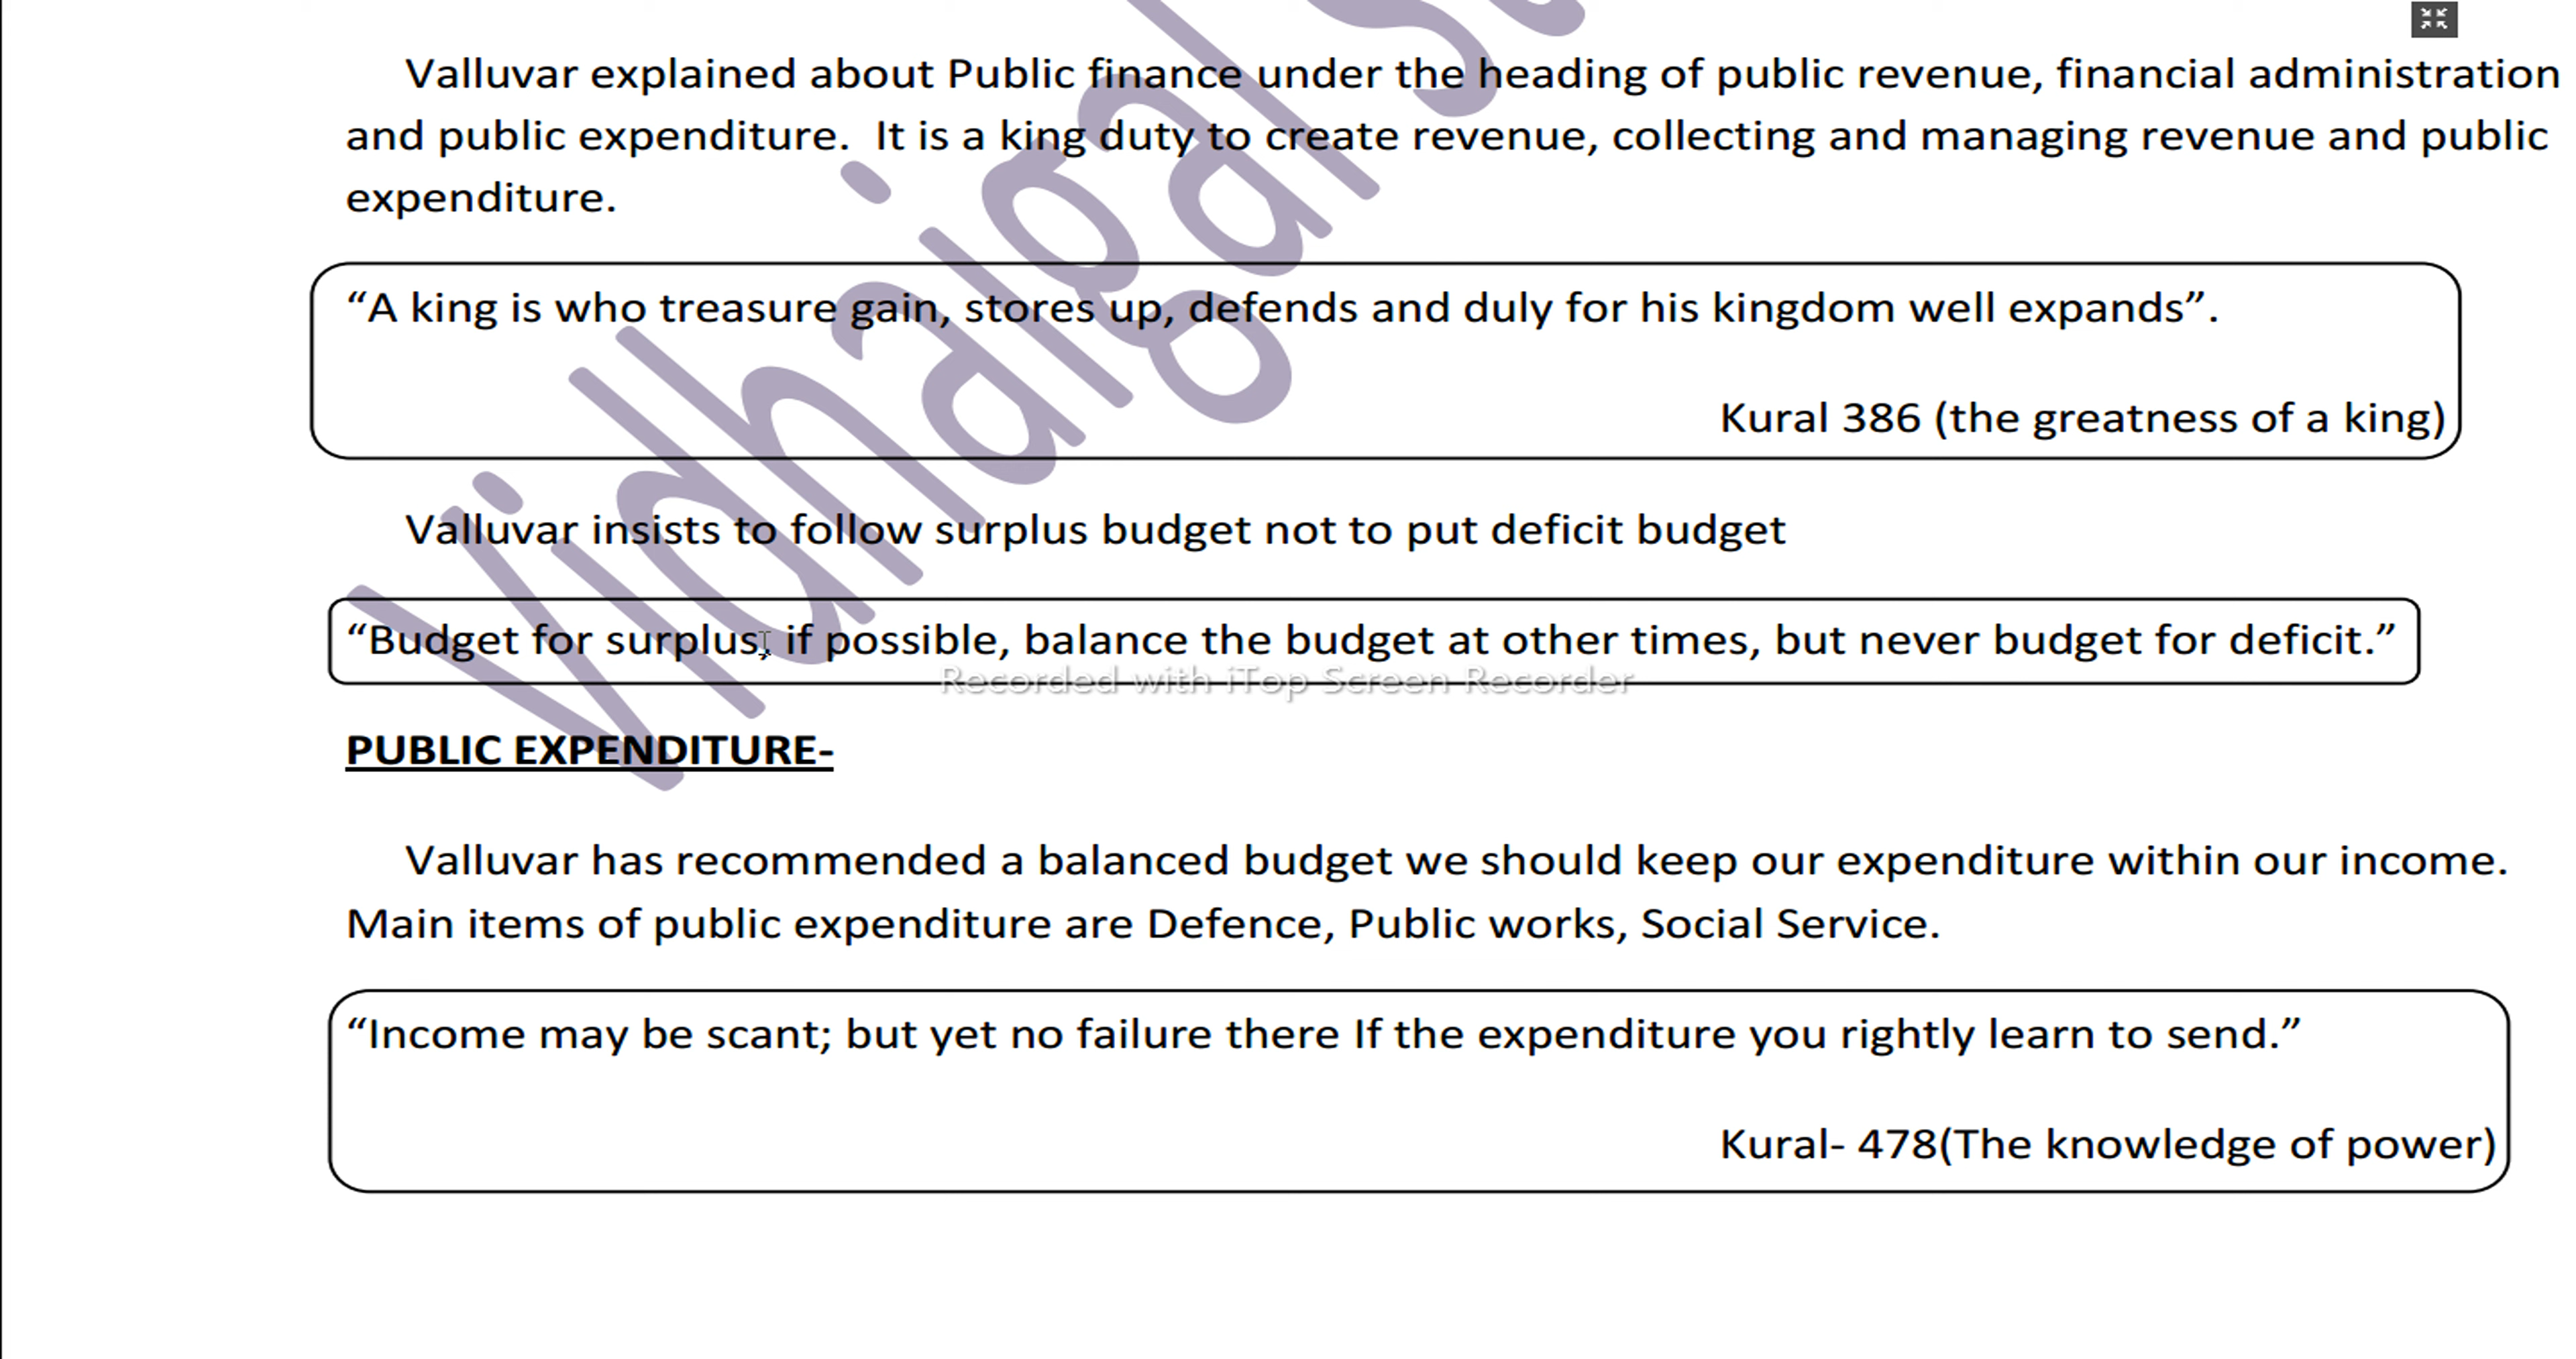 Valluvar explained about Public finance under the heading of public revenue, financial administration
and public expenditure.  It is a king duty to create revenue, collecting and managing revenue and public
expenditure.
“A king is who treasure gain, stores up, defends and duly for his kingdom well expands”.
Kural 386 (the greatness of a king)
Valluvar insists to follow surplus budget not to put deficit budget
“Budget for surplus, if possible, balance the budget at other times, but never budget for deficit.”
Recorded with iTop Screen Recorder
PUBLIC EXPENDITURE-
Valluvar has recommended a balanced budget we should keep our expenditure within our income.
Main items of public expenditure are Defence, Public works, Social Service.
“Income may be scant; but yet no failure there If the expenditure you rightly learn to send.”
Kural- 478(The knowledge of power)
Vidhaigal